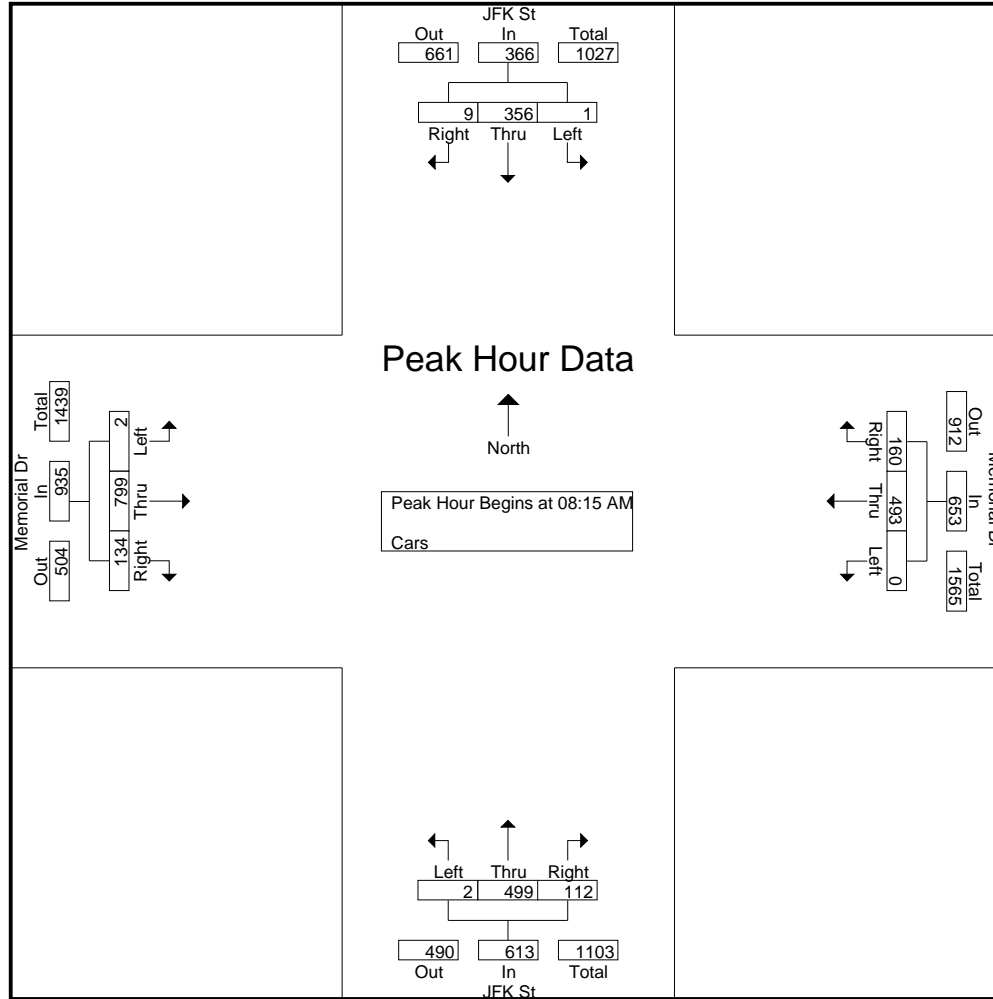 JFK St
Out In Total
661 366 1027
9 356 1
Right Thru Left
Peak Hour Data
North
Peak Hour Begins at 08:15 AM
Cars
Memorial Dr
Out In Total
504 935 1439
134 799 2
Right Thru Left
Out In Total
912 653 1565
160 493 0
Right Thru Left
Left Thru Right
2 499 112
490 613 1103
Out In Total
JFK St